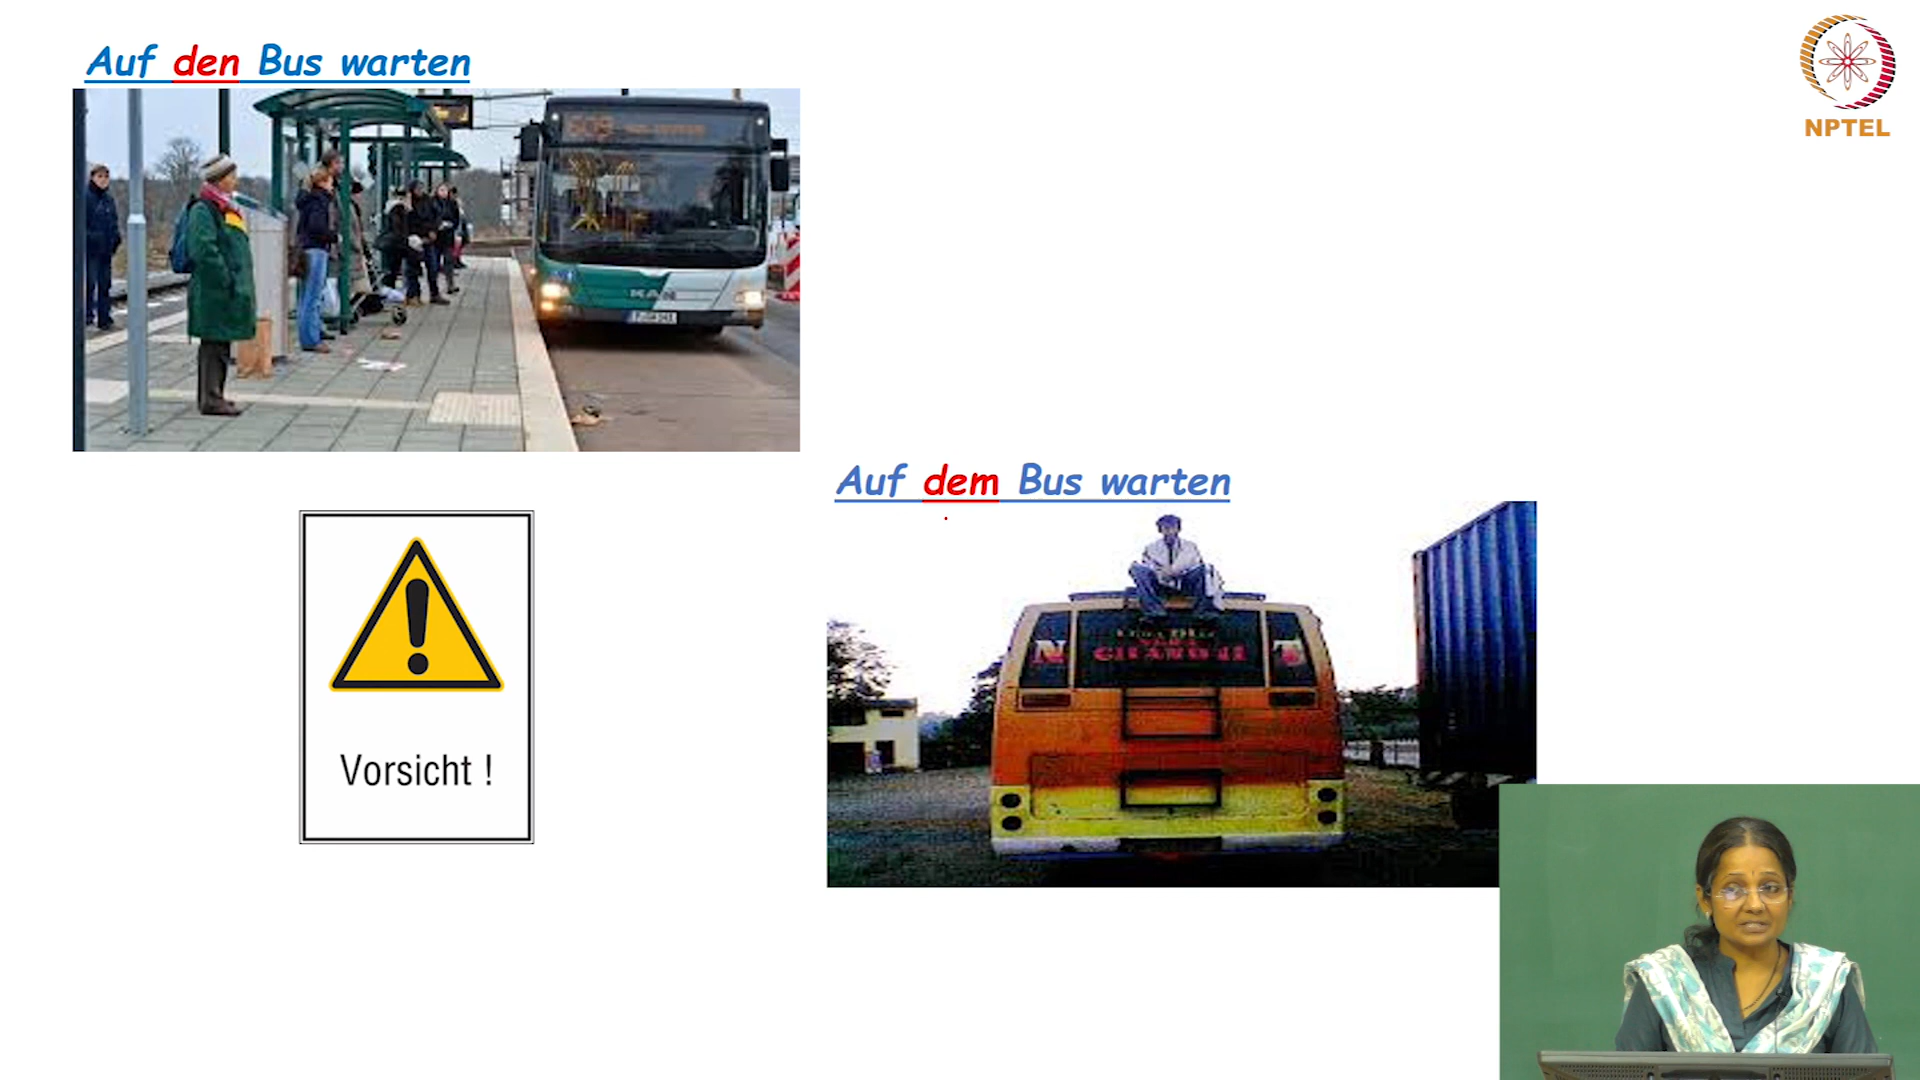 Auf den Bus warten
NPTEL
Auf dem Bus warten
Vorsicht !